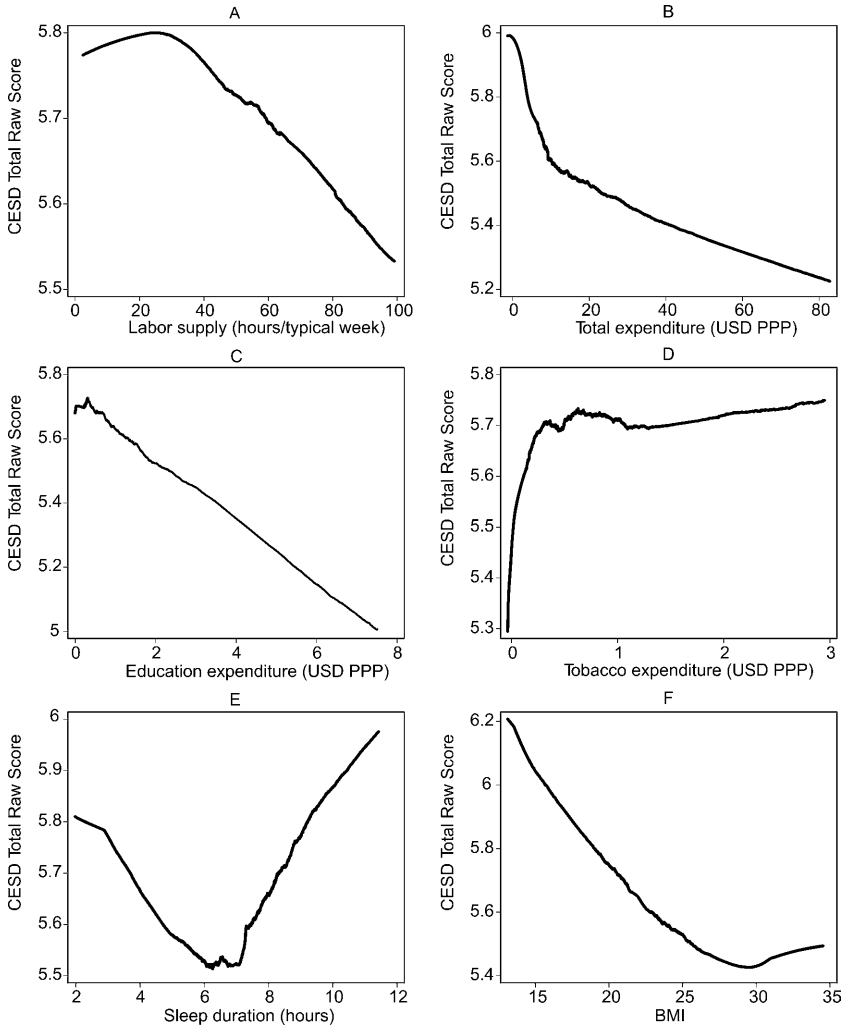 A
CESD Total Raw Score
5.8
5.7
5.6
5.5
0 20 40 60 80 100
Labor supply (hours/typical week)
B
CESD Total Raw Score
6
5.8
5.6
5.4
5.2
0 20 40 60 80
Total expenditure (USD PPP)
C
CESD Total Raw Score
5.8
5.6
5.4
5.2
5
0 2 4 6 8
Education expenditure (USD PPP)
D
CESD Total Raw Score
5.8
5.7
5.6
5.5
5.4
5.3
0 1 2 3
Tobacco expenditure (USD PPP)
E
CESD Total Raw Score
6
5.9
5.8
5.7
5.6
5.5
2 4 6 8 10 12
Sleep duration (hours)
F
CESD Total Raw Score
6.2
6
5.8
5.6
5.4
15 20 25 30 35
BMI